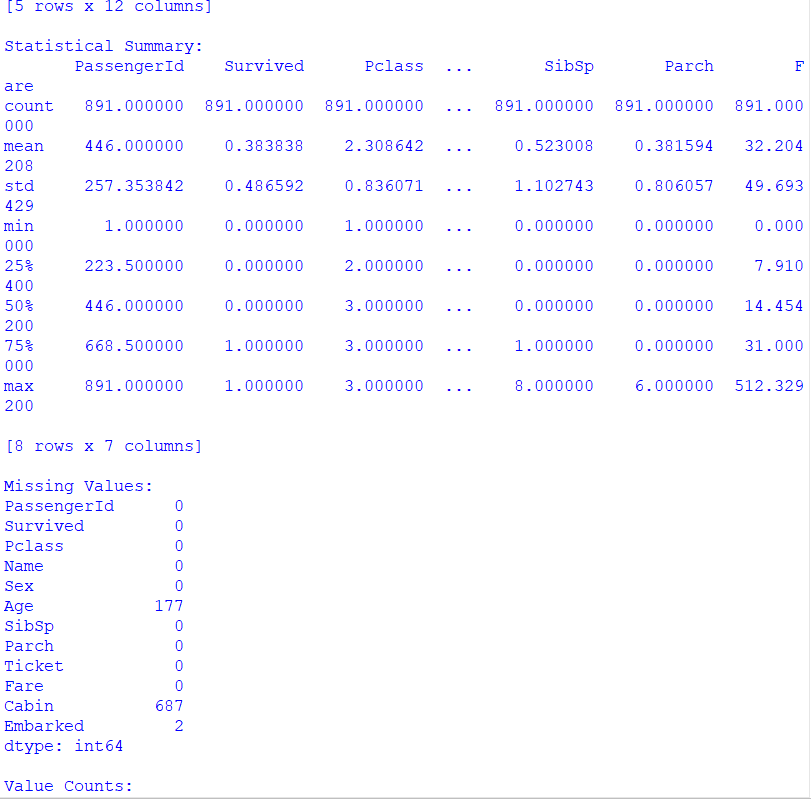 [5 rows x 12 columns]
Statistical Summary:
PassengerId Survived Pclass ... SibSp Parch F
are
count 891.000000 891.000000 891.000000 ... 891.000000 891.000000 891.000
000
mean 446.000000 0.383838 2.308642 ... 0.523008 0.381594 32.204
208
std 257.353842 0.486592 0.836071 ... 1.102743 0.806057 49.693
429
min 1.000000 0.000000 1.000000 ... 0.000000 0.000000 0.000
000
25% 223.500000 0.000000 2.000000 ... 0.000000 0.000000 7.910
400
50% 446.000000 0.000000 3.000000 ... 0.000000 0.000000 14.454
200
75% 668.500000 1.000000 3.000000 ... 1.000000 0.000000 31.000
000
max 891.000000 1.000000 3.000000 ... 8.000000 6.000000 512.329
200
[8 rows x 7 columns]
Missing Values:
PassengerId 0
Survived 0
Pclass 0
Name 0
Sex 0
Age 177
SibSp 0
Parch 0
Ticket 0
Fare 0
Cabin 687
Embarked 2
dtype: int64
Value Counts: